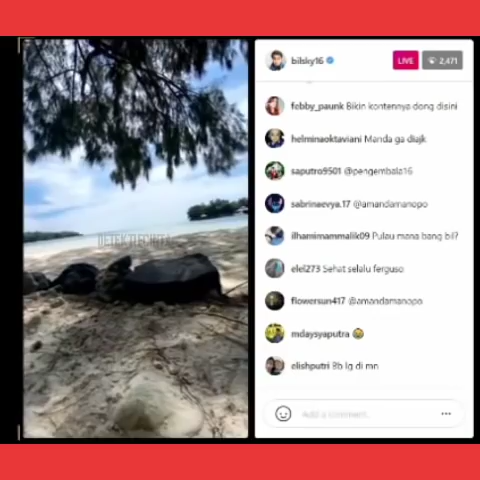 bilsky16
LIVE
2,471
febby_paunk Bikin kontennya dong disini
helminaoktaviani Manda ga diajk
saputro9501 @pengembala16
sabrinaevya.17 @amandamanopo
ilhamimammalik09 Pulau mana bang bil?
elel273 Sehat selalu ferguso
flowersun417 @amandamanopo
mdaysyaputra 😂
elishputri Bb lg di mn
Add a comment...